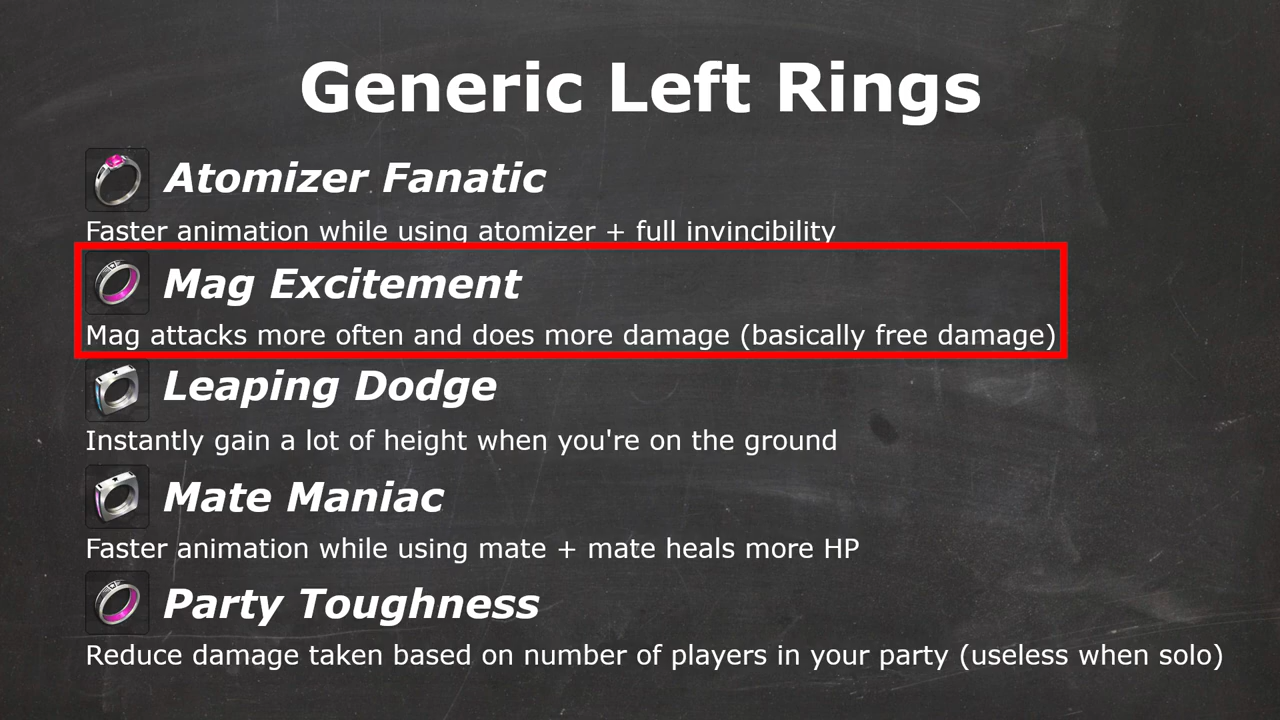 Generic Left Rings
Atomizer Fanatic
Faster animation while using atomizer + full invincibility
Mag Excitement
Mag attacks more often and does more damage (basically free damage)
Leaping Dodge
Instantly gain a lot of height when you're on the ground
Mate Maniac
Faster animation while using mate + mate heals more HP
Party Toughness
Reduce damage taken based on number of players in your party (useless when solo)